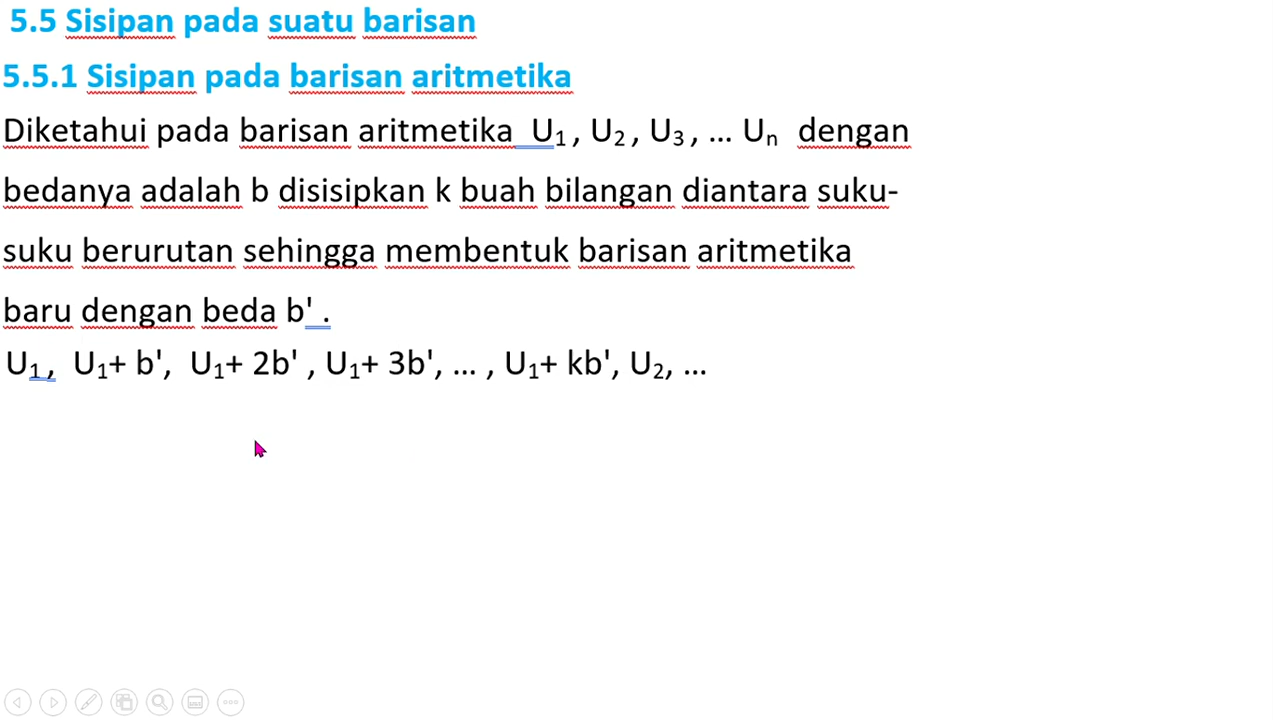 5.5 Sisipan pada suatu barisan
5.5.1 Sisipan pada barisan aritmetika
Diketahui pada barisan aritmetika U₁ , U₂ , U₃ , ... Uₙ dengan
bedanya adalah b disisipkan k buah bilangan diantara suku-
suku berurutan sehingga membentuk barisan aritmetika
baru dengan beda b' .
U₁ , U₁+ b', U₁+ 2b' , U₁+ 3b', ... , U₁+ kb', U₂, ...